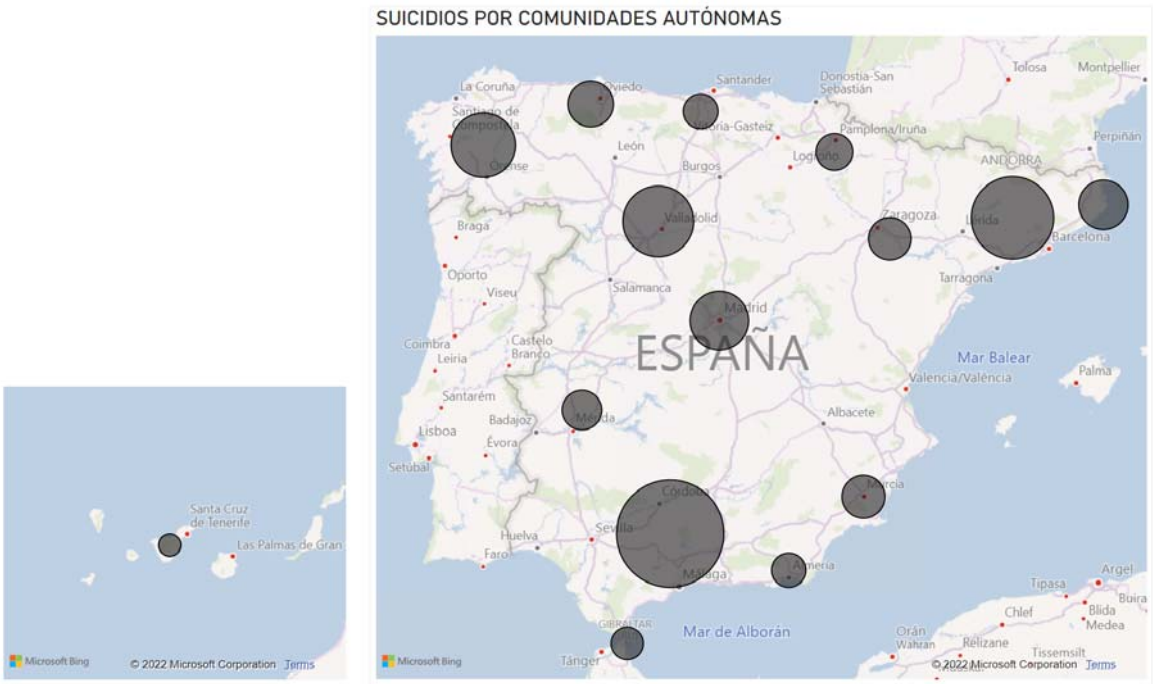 SUICIDIOS POR COMUNIDADES AUTÓNOMAS
La Coruña
Oviedo
Santander
Donostia-San
Sebastián
Tolosa
Montpellier
Santiago de
Compostela
Vitoria-Gasteiz
Pamplona/Iruña
Perpiñán
León
Burgos
Logroño
ANDORRA
Orense
Braga
Valladolid
Zaragoza
Lérida
Barcelona
Oporto
Tarragona
Viseu
Salamanca
Madrid
Coimbra
Leiria
Castelo
Branco
ESPAÑA
Mar Balear
Palma
Valencia/València
Santarém
Badajoz
Mérida
Albacete
Lisboa
Évora
Setúbal
Córdoba
Murcia
Huelva
Sevilla
Faro
Málaga
Almería
GIBRALTAR
Mar de Alborán
Tánger
Argel
Tipasa
Blida
Buira
Medea
Chlef
Orán
Wahran
Relizane
Tissemsilt
Microsoft Bing
© 2022 Microsoft Corporation Terms
Santa Cruz
de Tenerife
Las Palmas de Gran
Microsoft Bing
© 2022 Microsoft Corporation Terms